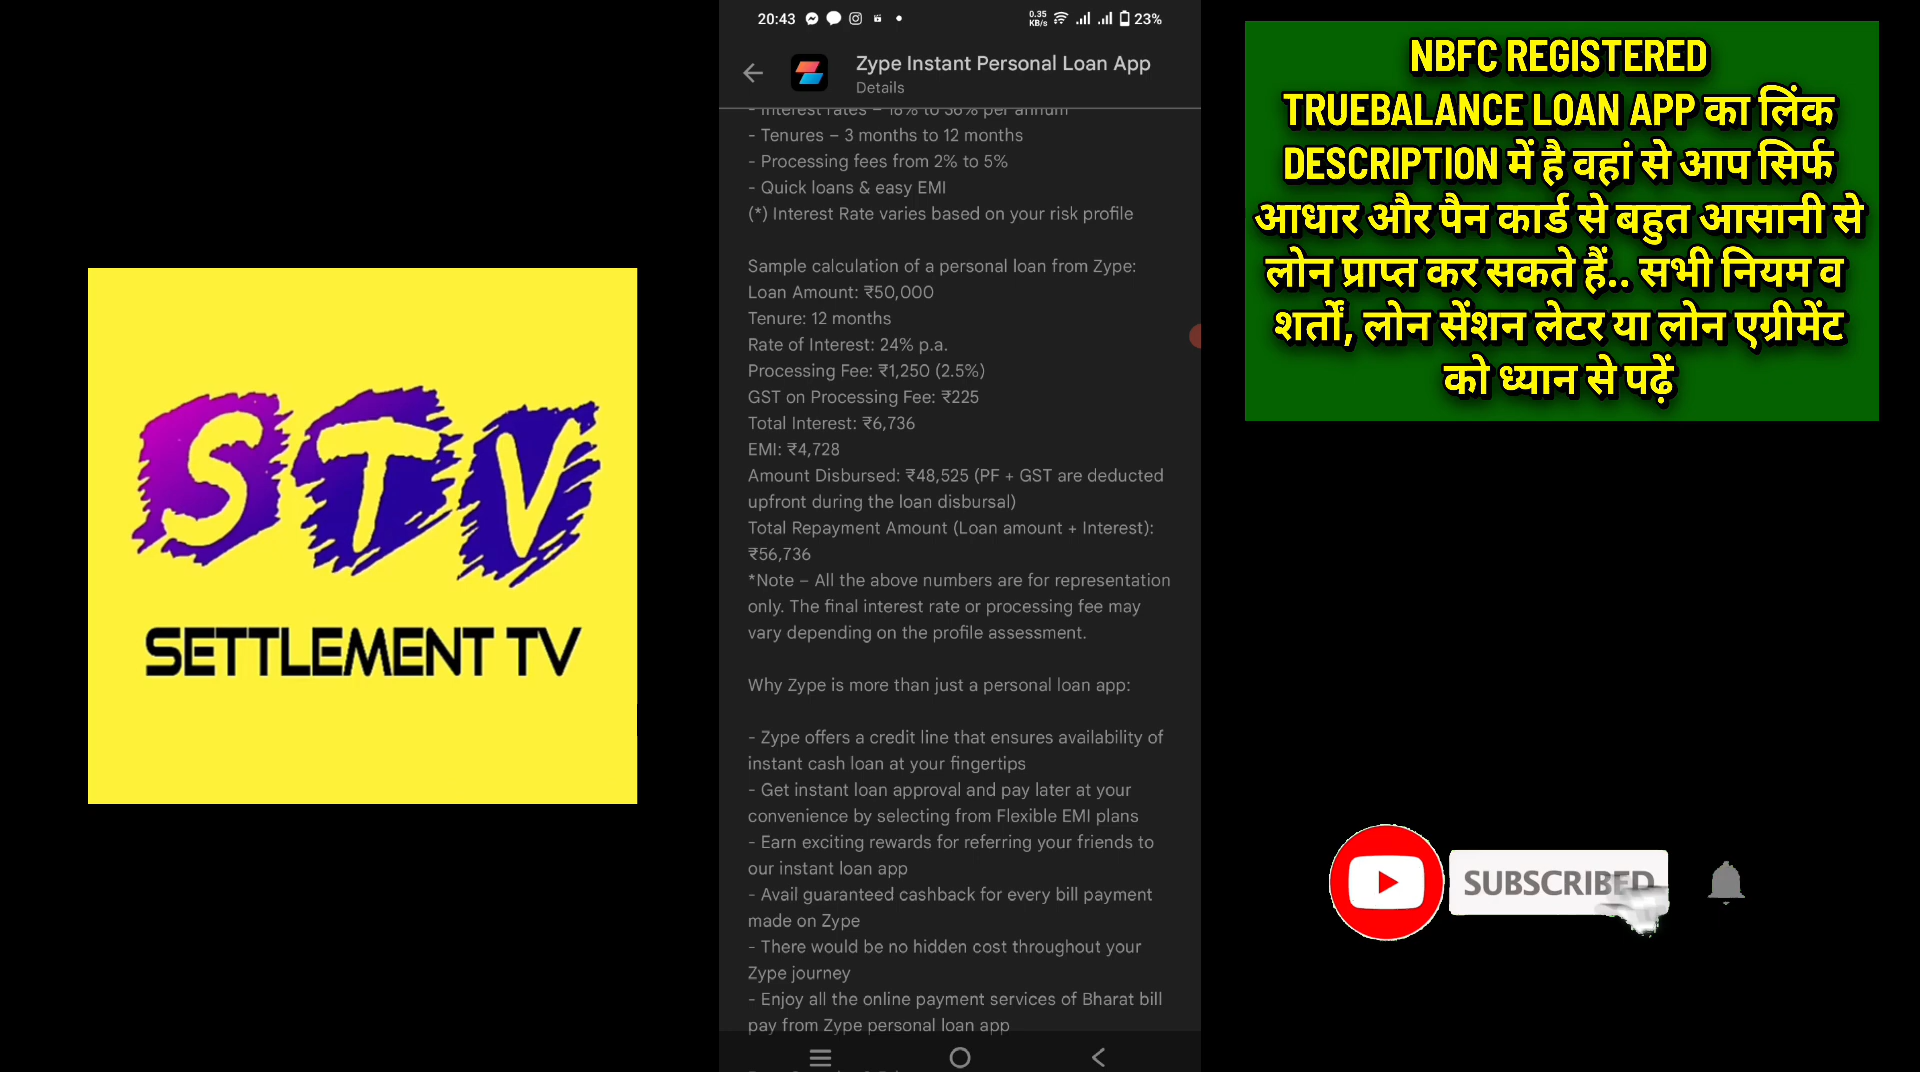 STV
SETTLEMENT TV
20:43
0.35
KB/s
23%
Zype Instant Personal Loan App
Details
- Interest rates – 18% to 36% per annum
- Tenures – 3 months to 12 months
- Processing fees from 2% to 5%
- Quick loans & easy EMI
(*) Interest Rate varies based on your risk profile
Sample calculation of a personal loan from Zype:
Loan Amount: ₹50,000
Tenure: 12 months
Rate of Interest: 24% p.a.
Processing Fee: ₹1,250 (2.5%)
GST on Processing Fee: ₹225
Total Interest: ₹6,736
EMI: ₹4,728
Amount Disbursed: ₹48,525 (PF + GST are deducted
upfront during the loan disbursal)
Total Repayment Amount (Loan amount + Interest):
₹56,736
*Note – All the above numbers are for representation
only. The final interest rate or processing fee may
vary depending on the profile assessment.
Why Zype is more than just a personal loan app:
- Zype offers a credit line that ensures availability of
instant cash loan at your fingertips
- Get instant loan approval and pay later at your
convenience by selecting from Flexible EMI plans
- Earn exciting rewards for referring your friends to
our instant loan app
- Avail guaranteed cashback for every bill payment
made on Zype
- There would be no hidden cost throughout your
Zype journey
- Enjoy all the online payment services of Bharat bill
pay from Zype personal loan app
NBFC REGISTERED
TRUEBALANCE LOAN APP का लिंक
DESCRIPTION में है वहां से आप सिर्फ
आधार और पैन कार्ड से बहुत आसानी से
लोन प्राप्त कर सकते हैं.. सभी नियम व
शर्तों, लोन सेंशन लेटर या लोन एग्रीमेंट
को ध्यान से पढ़ें
SUBSCRIBED